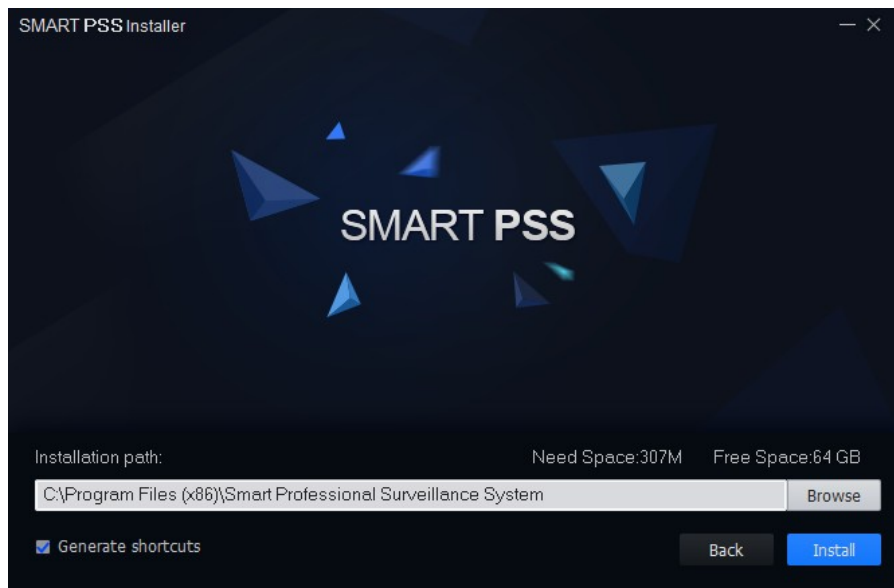 SMART PSS Installer
SMART PSS
Installation path:
Need Space:307M
Free Space:64 GB
C:\Program Files (x86)\Smart Professional Surveillance System
Browse
Generate shortcuts
Back
Install